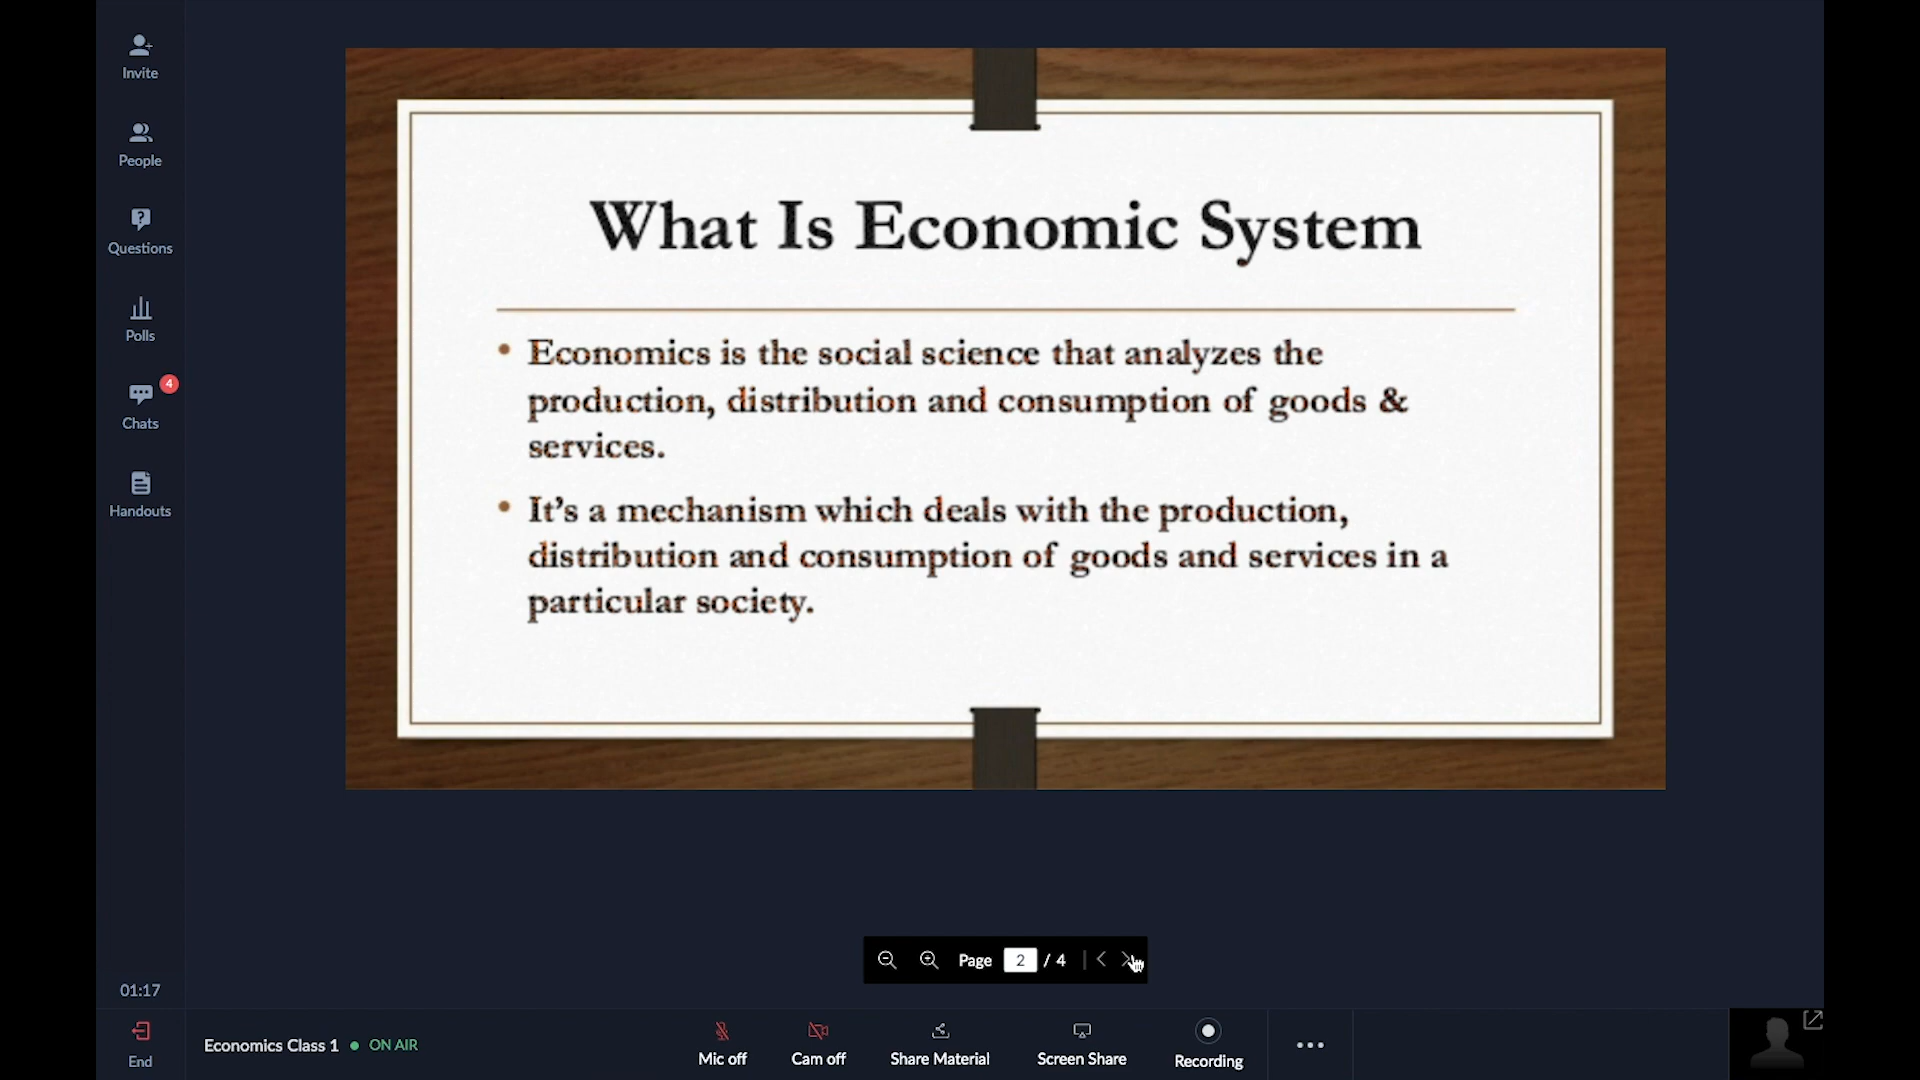 Invite
People
Questions
Polls
4
Chats
Handouts
What Is Economic System
• Economics is the social science that analyzes the
production, distribution and consumption of goods &
services.
• It's a mechanism which deals with the production,
distribution and consumption of goods and services in a
particular society.
Page 2 / 4
01:17
End
Economics Class 1 • ON AIR
Mic off
Cam off
Share Material
Screen Share
Recording